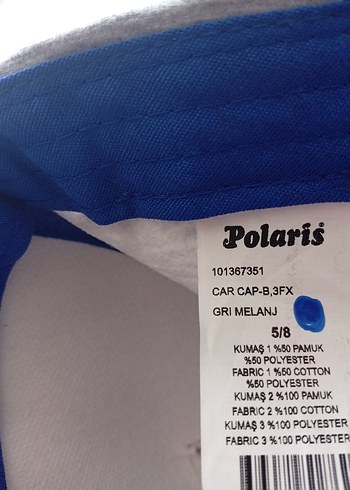 Polaris
101367351
CAR CAP-B,3FX
GRI MELANJ
5/8
KUMAŞ 1 %50 PAMUK
%50 POLYESTER
FABRIC 1 %50 COTTON
%50 POLYESTER
KUMAŞ 2 %100 PAMUK
FABRIC 2 %100 COTTON
KUMAŞ 3 %100 POLYESTER
FABRIC 3 %100 POLYESTER